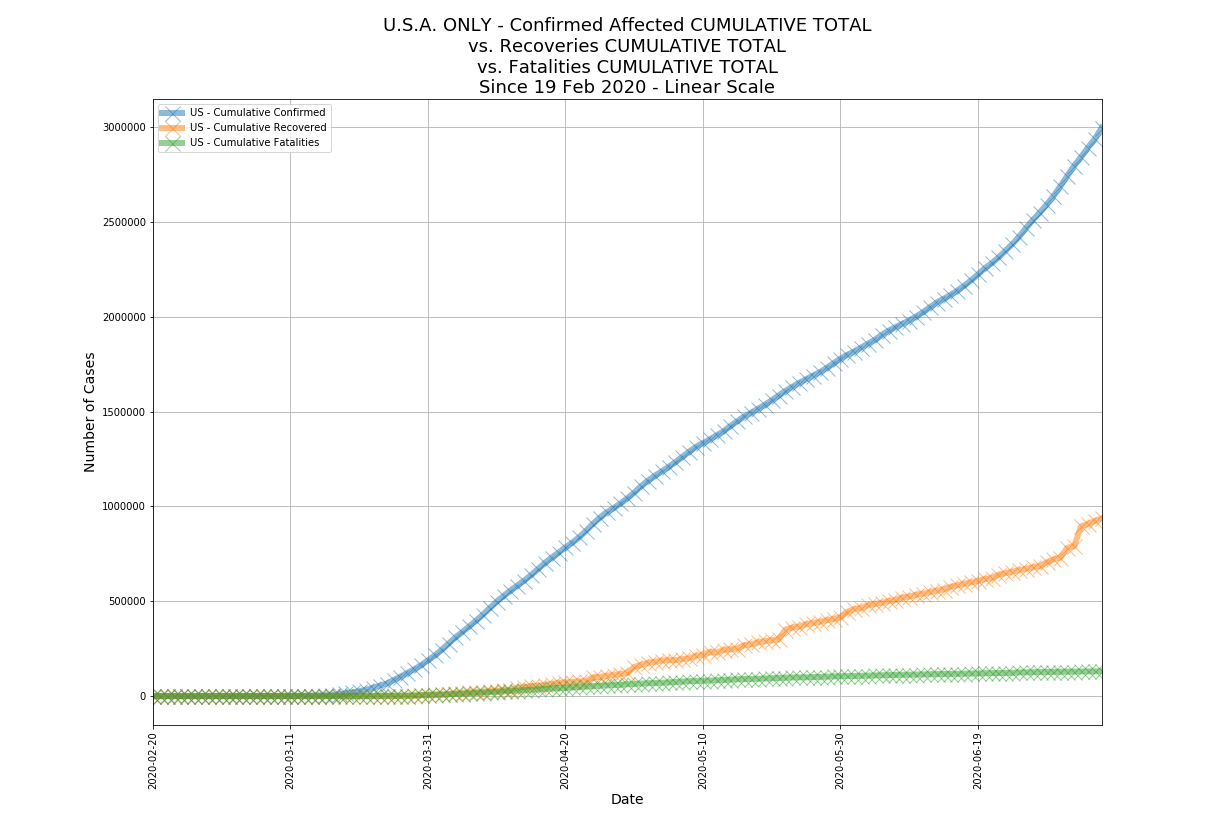 U.S.A. ONLY - Confirmed Affected CUMULATIVE TOTAL
vs. Recoveries CUMULATIVE TOTAL
vs. Fatalities CUMULATIVE TOTAL
Since 19 Feb 2020 - Linear Scale
US - Cumulative Confirmed
US - Cumulative Recovered
US - Cumulative Fatalities
3000000
2500000
2000000
1500000
1000000
500000
0
Number of Cases
2020-02-20
2020-03-11
2020-03-31
2020-04-20
2020-05-10
2020-05-30
2020-06-19
Date